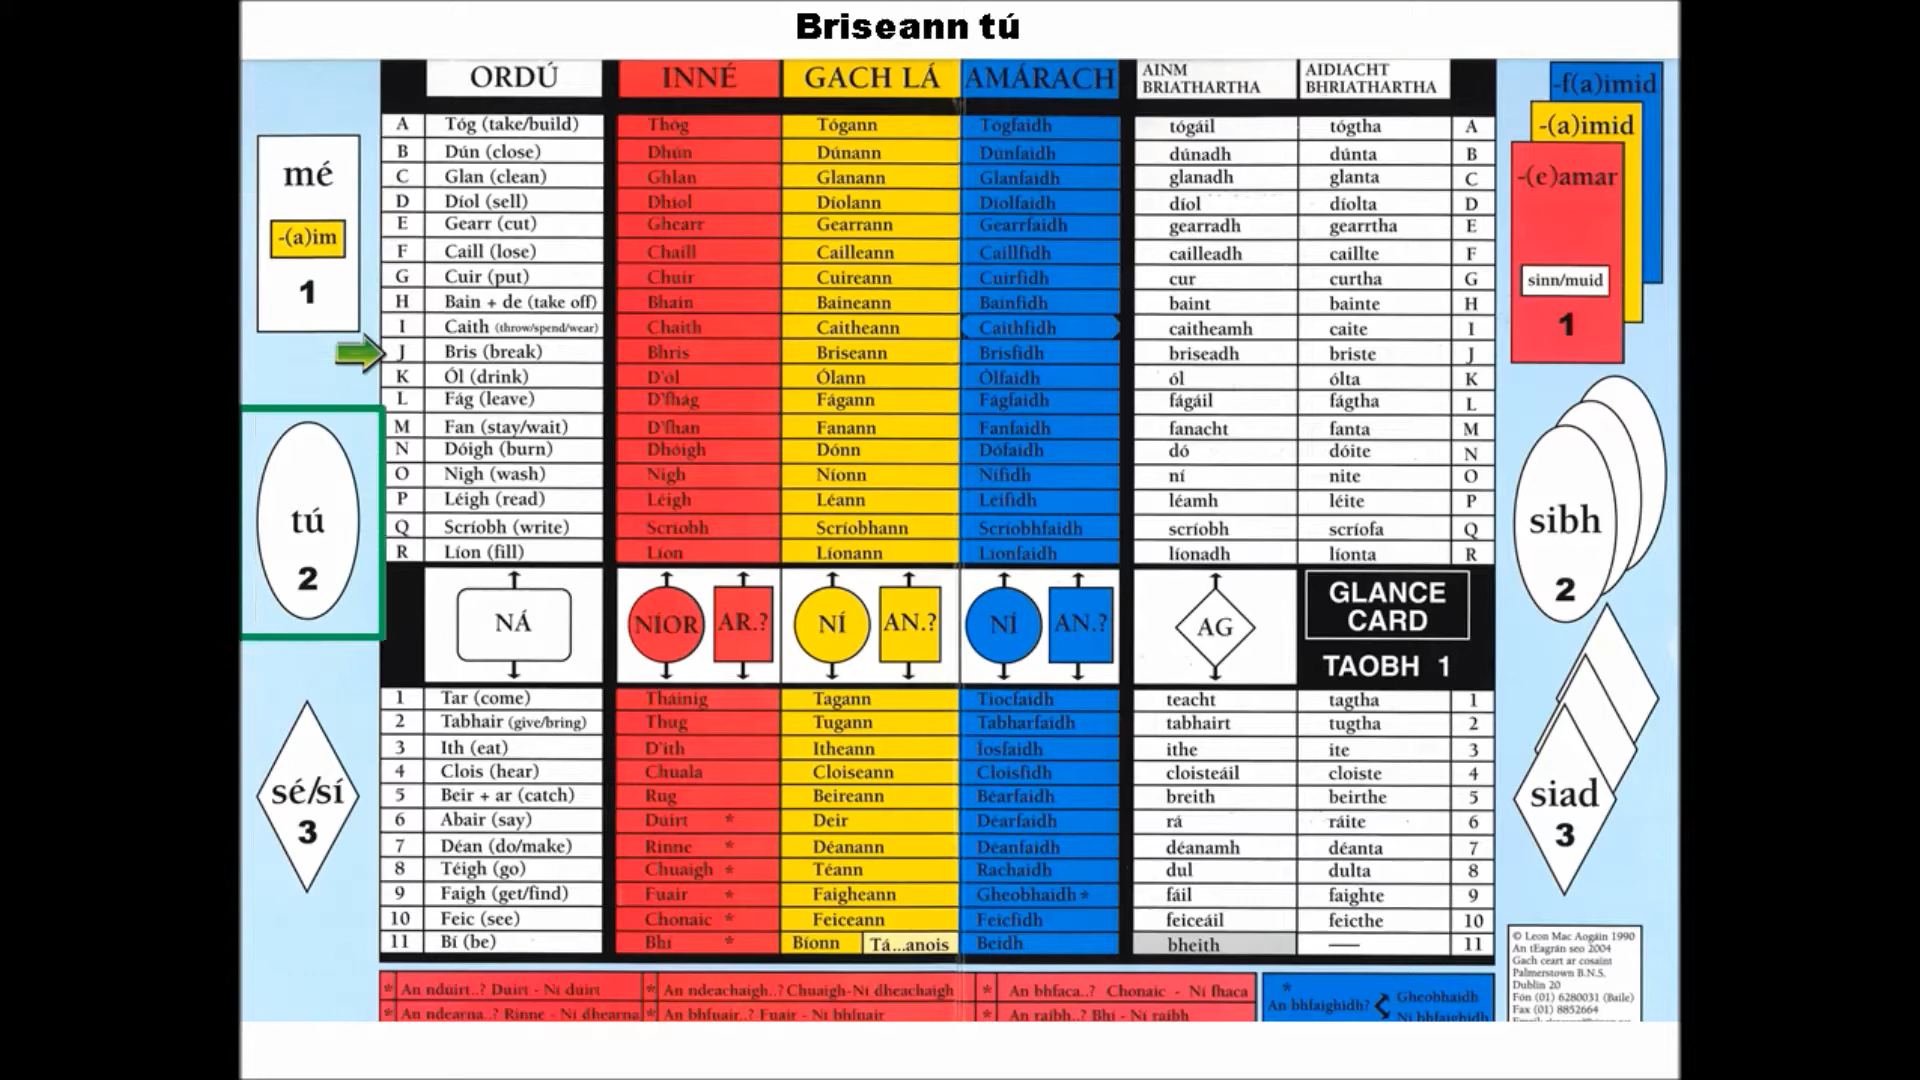 Briseann tú
ORDÚ INNÉ GACH LÁ AMÁRACH AINM BRIATHARTHA AIDIACHT BHRIATHARTHA
A Tóg (take/build) Thóg Tógann Tógfaidh tógáil tógtha A
B Dún (close) Dhún Dúnann Dúnfaidh dúnadh dúnta B
C Glan (clean) Ghlan Glanann Glanfaidh glanadh glanta C
D Díol (sell) Dhíol Díolann Díolfaidh díol díolta D
E Gearr (cut) Ghearr Gearrann Gearrfaidh gearradh gearrtha E
F Caill (lose) Chaill Cailleann Caillfidh cailleadh caillte F
G Cuir (put) Chuir Cuireann Cuirfidh cur curtha G
H Bain + de (take off) Bhain Baineann Bainfidh baint bainte H
I Caith (throw/spend/wear) Chaith Caitheann Caithfidh caitheamh caite I
J Bris (break) Bhris Briseann Brisfidh briseadh briste J
K Ól (drink) D'ól Ólann Ólfaidh ól ólta K
L Fág (leave) D'fhág Fágann Fágfaidh fágáil fágtha L
M Fan (stay/wait) D'fhan Fanann Fanfaidh fanacht fanta M
N Dóigh (burn) Dhóigh Dónn Dófaidh dó dóite N
O Nigh (wash) Nigh Níonn Nífidh ní nite O
P Léigh (read) Léigh Léann Léifidh léamh léite P
Q Scríobh (write) Scríobh Scríobhann Scríobhfaidh scríobh scríofa Q
R Líon (fill) Líon Líonann Líonfaidh líonadh líonta R
NÁ NÍOR AR.? NÍ AN.? NÍ AN.? AG
GLANCE
CARD
TAOBH 1
1 Tar (come) Tháinig Tagann Tiocfaidh teacht tagtha 1
2 Tabhair (give/bring) Thug Tugann Tabharfaidh tabhairt tugtha 2
3 Ith (eat) D'ith Itheann Íosfaidh ithe ite 3
4 Clois (hear) Chuala Cloiseann Cloisfidh cloisteáil cloiste 4
5 Beir + ar (catch) Rug Beireann Béarfaidh breith beirthe 5
6 Abair (say) Dúirt * Deir Déarfaidh rá ráite 6
7 Déan (do/make) Rinne * Déanann Déanfaidh déanamh déanta 7
8 Téigh (go) Chuaigh * Téann Rachaidh dul dulta 8
9 Faigh (get/find) Fuair * Faigheann Gheobhaidh * fáil faighte 9
10 Feic (see) Chonaic * Feiceann Feicfidh feiceáil feicthe 10
11 Bí (be) Bhí * Bíonn Tá...anois Beidh bheith — 11
* An ndúirt..? Dúirt - Ní dúirt * An ndeachaigh..? Chuaigh-Ní dheachaigh * An bhfaca..? Chonaic - Ní fhaca
* An ndearna..? Rinne - Ní dhearna * An bhfuair..? Fuair - Ní bhfuair * An raibh..? Bhí - Ní raibh
*
An bhfaighidh? Gheobhaidh
Ní bhfaighidh
mé
-(a)im
1
tú
2
sé/sí
3
-f(a)imid
-(a)imid
-(e)amar
sinn/muid
1
sibh
2
siad
3
© Leon Mac Aogáin 1990
An tEagrán seo 2004
Gach ceart ar cosaint
Palmerstown B.N.S.
Dublin 20
Fón (01) 6280031 (Baile)
Fax (01) 8852664